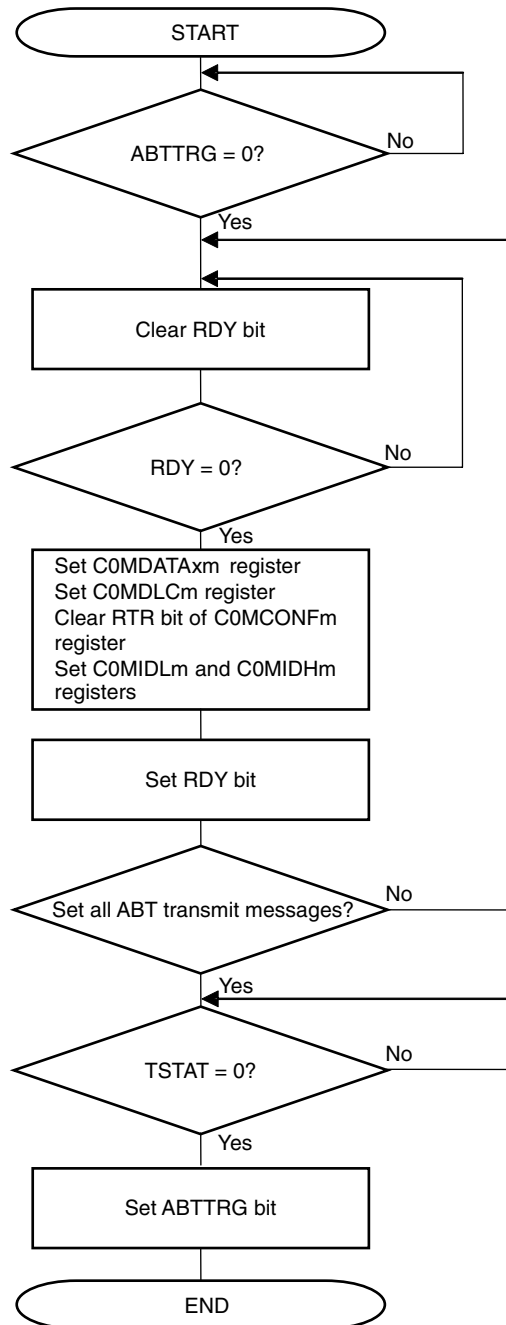 START
ABTTRG = 0?
No
Yes
Clear RDY bit
RDY = 0?
No
Yes
Set C0MDATAxm register
Set C0MDLCm register
Clear RTR bit of C0MCONFm
register
Set C0MIDLm and C0MIDHm
registers
Set RDY bit
Set all ABT transmit messages?
No
Yes
TSTAT = 0?
No
Yes
Set ABTTRG bit
END